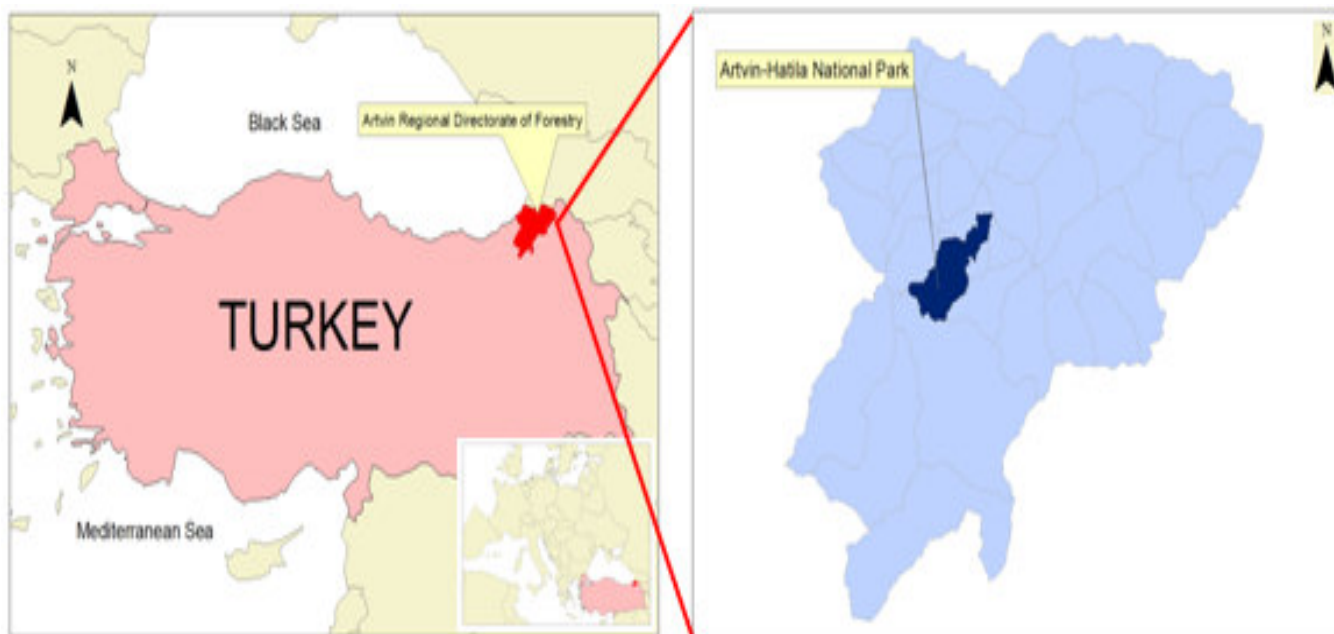 N
Black Sea
Artvin Regional Directorate of Forestry
TURKEY
Mediterranean Sea
Artvin-Hatila National Park
N